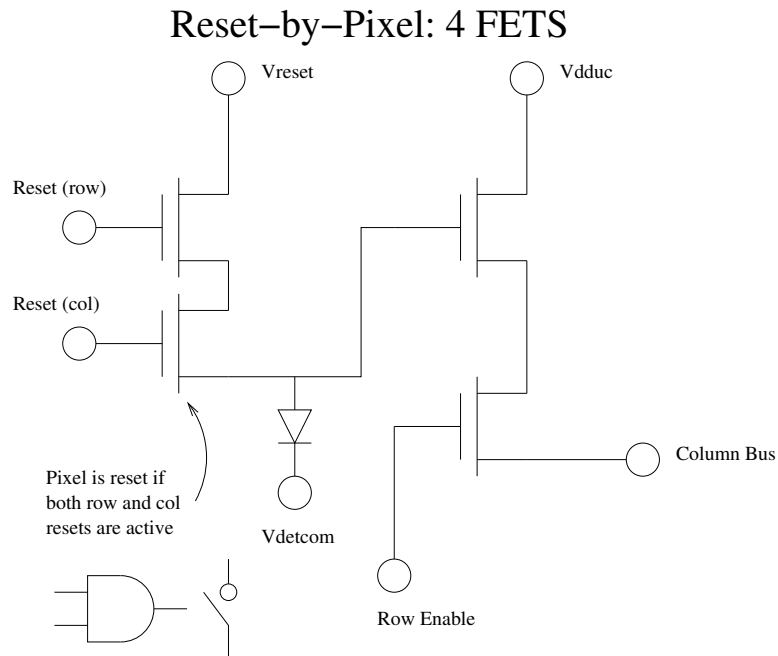 Reset−by−Pixel: 4 FETS
Vreset
Vdduc
Reset (row)
Reset (col)
Pixel is reset if
both row and col
resets are active
Vdetcom
Column Bus
Row Enable